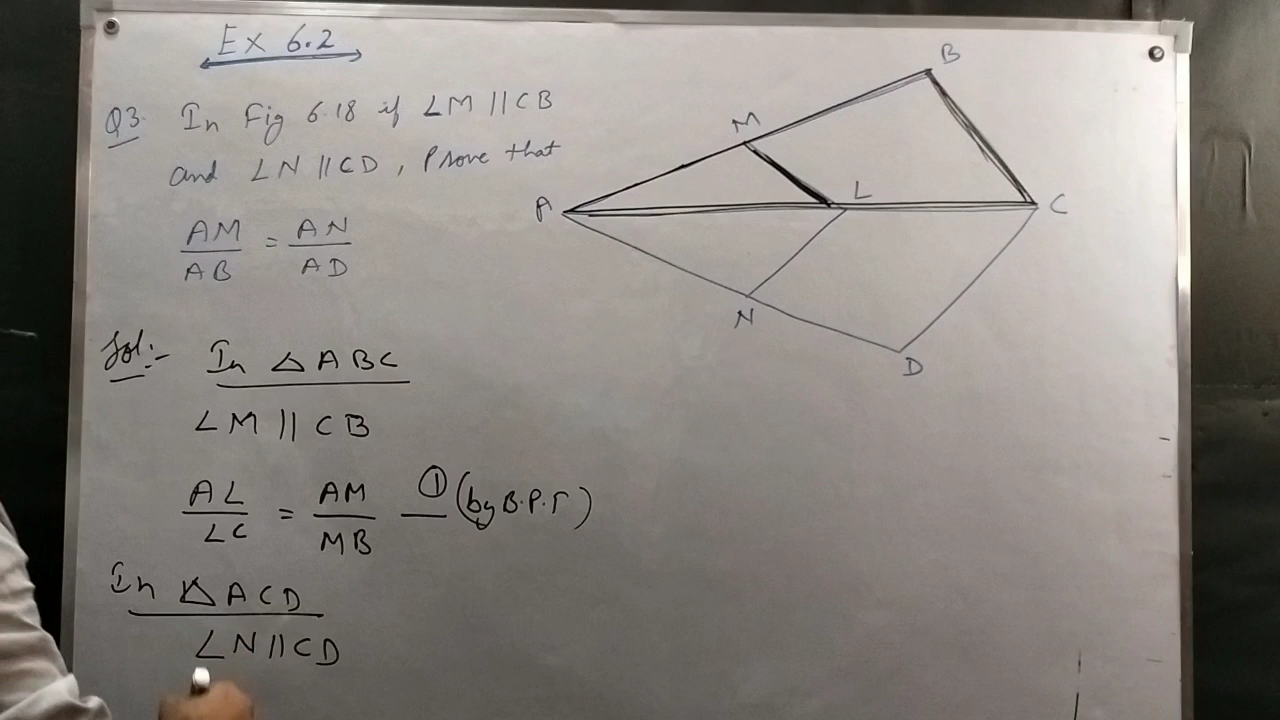 Ex 6.2
Q3. In Fig 6.18 if LM || CB
and LN || CD, Prove that
AM/AB = AN/AD
Sol:- In △ABC
LM || CB
AL/LC = AM/MB — ① (by B.P.T)
In △ACD
LN || CD
B
M
A
L
C
N
D